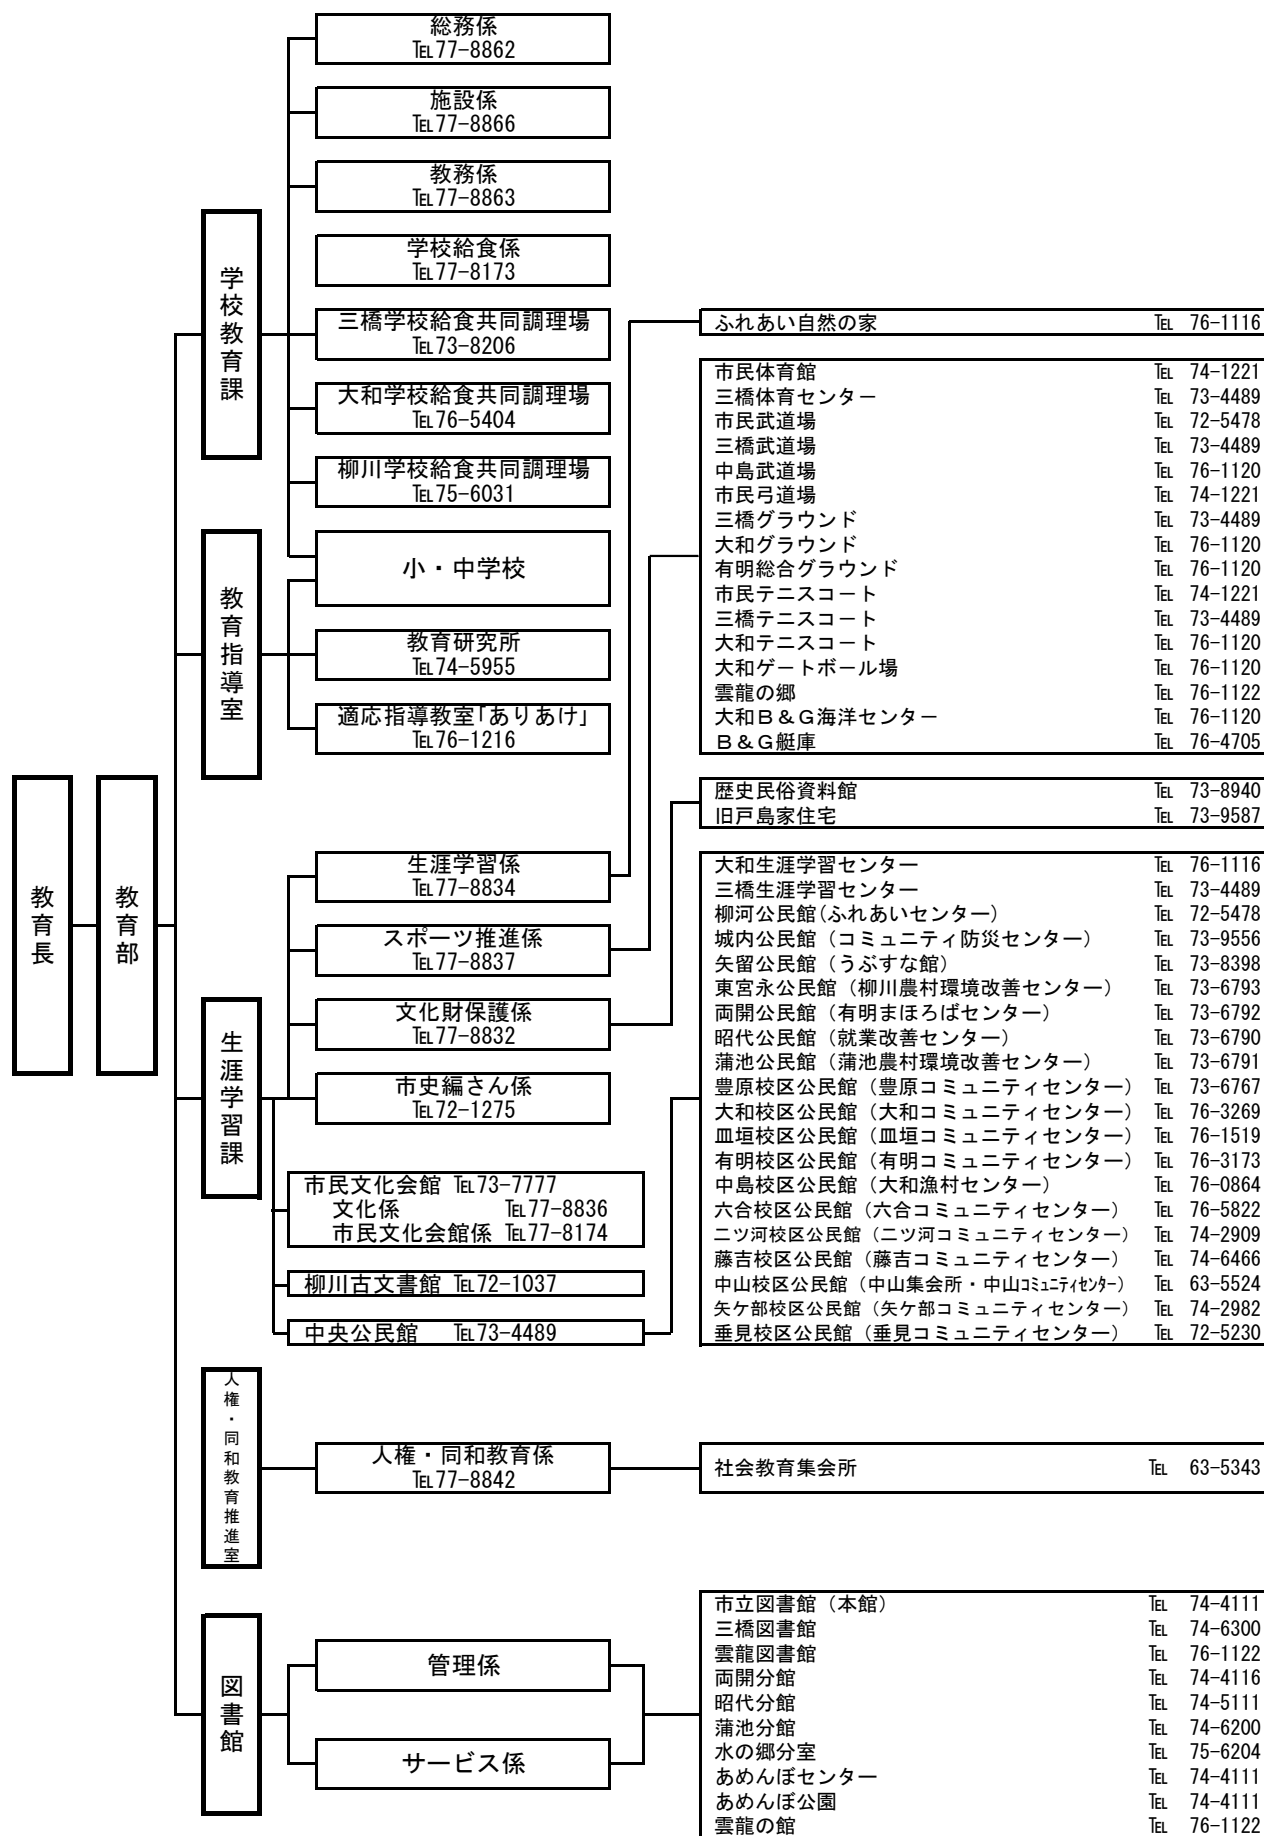 教育長
教育部
学校教育課
総務係
℡77-8862
施設係
℡77-8866
教務係
℡77-8863
学校給食係
℡77-8173
三橋学校給食共同調理場
℡73-8206
大和学校給食共同調理場
℡76-5404
柳川学校給食共同調理場
℡75-6031
小・中学校
教育指導室
教育研究所
℡74-5955
適応指導教室「ありあけ」
℡76-1216
生涯学習課
生涯学習係
℡77-8834
スポーツ推進係
℡77-8837
文化財保護係
℡77-8832
市史編さん係
℡72-1275
市民文化会館 ℡73-7777
文化係 ℡77-8836
市民文化会館係 ℡77-8174
柳川古文書館 ℡72-1037
中央公民館 ℡73-4489
ふれあい自然の家 ℡ 76-1116
市民体育館 ℡ 74-1221
三橋体育センター ℡ 73-4489
市民武道場 ℡ 72-5478
三橋武道場 ℡ 73-4489
中島武道場 ℡ 76-1120
市民弓道場 ℡ 74-1221
三橋グラウンド ℡ 73-4489
大和グラウンド ℡ 76-1120
有明総合グラウンド ℡ 76-1120
市民テニスコート ℡ 74-1221
三橋テニスコート ℡ 73-4489
大和テニスコート ℡ 76-1120
大和ゲートボール場 ℡ 76-1120
雲龍の郷 ℡ 76-1122
大和B&G海洋センター ℡ 76-1120
B&G艇庫 ℡ 76-4705
歴史民俗資料館 ℡ 73-8940
旧戸島家住宅 ℡ 73-9587
大和生涯学習センター ℡ 76-1116
三橋生涯学習センター ℡ 73-4489
柳河公民館(ふれあいセンター) ℡ 72-5478
城内公民館（コミュニティ防災センター） ℡ 73-9556
矢留公民館（うぶすな館） ℡ 73-8398
東宮永公民館（柳川農村環境改善センター） ℡ 73-6793
両開公民館（有明まほろばセンター） ℡ 73-6792
昭代公民館（就業改善センター） ℡ 73-6790
蒲池公民館（蒲池農村環境改善センター） ℡ 73-6791
豊原校区公民館（豊原コミュニティセンター） ℡ 73-6767
大和校区公民館（大和コミュニティセンター） ℡ 76-3269
皿垣校区公民館（皿垣コミュニティセンター） ℡ 76-1519
有明校区公民館（有明コミュニティセンター） ℡ 76-3173
中島校区公民館（大和漁村センター） ℡ 76-0864
六合校区公民館（六合コミュニティセンター） ℡ 76-5822
二ツ河校区公民館（二ツ河コミュニティセンター） ℡ 74-2909
藤吉校区公民館（藤吉コミュニティセンター） ℡ 74-6466
中山校区公民館（中山集会所・中山ｺﾐｭﾆﾃｨｾﾝﾀｰ） ℡ 63-5524
矢ケ部校区公民館（矢ケ部コミュニティセンター） ℡ 74-2982
垂見校区公民館（垂見コミュニティセンター） ℡ 72-5230
人権・同和教育推進室
人権・同和教育係
℡77-8842
社会教育集会所 ℡ 63-5343
図書館
管理係
サービス係
市立図書館（本館） ℡ 74-4111
三橋図書館 ℡ 74-6300
雲龍図書館 ℡ 76-1122
両開分館 ℡ 74-4116
昭代分館 ℡ 74-5111
蒲池分館 ℡ 74-6200
水の郷分室 ℡ 75-6204
あめんぼセンター ℡ 74-4111
あめんぼ公園 ℡ 74-4111
雲龍の館 ℡ 76-1122